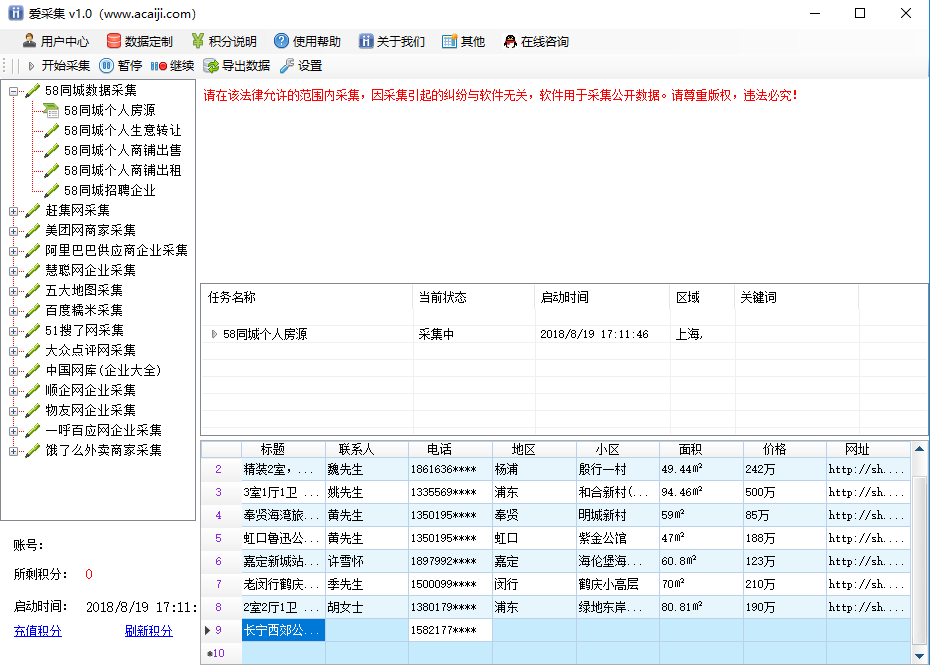 爱采集 v1.0（www.acaiji.com）
用户中心 数据定制 积分说明 使用帮助 关于我们 其他 在线咨询
开始采集 暂停 继续 导出数据 设置
58同城数据采集
58同城个人房源
58同城个人生意转让
58同城个人商铺出售
58同城个人商铺出租
58同城招聘企业
赶集网采集
美团网商家采集
阿里巴巴供应商企业采集
慧聪网企业采集
五大地图采集
百度糯米采集
51搜了网采集
大众点评网采集
中国网库(企业大全)
顺企网企业采集
物友网企业采集
一呼百应网企业采集
饿了么外卖商家采集
账号：
所剩积分： 0
启动时间： 2018/8/19 17:11:
充值积分 刷新积分
请在该法律允许的范围内采集，因采集引起的纠纷与软件无关，软件用于采集公开数据。请尊重版权，违法必究！
任务名称 当前状态 启动时间 区域 关键词
58同城个人房源 采集中 2018/8/19 17:11:46 上海,
标题 联系人 电话 地区 小区 面积 价格 网址
2 精装2室，... 魏先生 1861636**** 杨浦 殷行一村 49.44㎡ 242万 http://sh....
3 3室1厅1卫 ... 姚先生 1335569**** 浦东 和合新村(... 94.46㎡ 500万 http://sh....
4 奉贤海湾旅... 黄先生 1350195**** 奉贤 明城新村 59㎡ 85万 http://sh....
5 虹口鲁迅公... 黄先生 1350195**** 虹口 紫金公馆 47㎡ 188万 http://sh....
6 嘉定新城站... 许雪怀 1897992**** 嘉定 海伦堡海... 60.8㎡ 123万 http://sh....
7 老闵行鹤庆... 季先生 1500099**** 闵行 鹤庆小高层 70㎡ 210万 http://sh....
8 2室2厅1卫 ... 胡女士 1380179**** 浦东 绿地东岸... 80.81㎡ 190万 http://sh....
9 长宁西郊公... 1582177****
*10